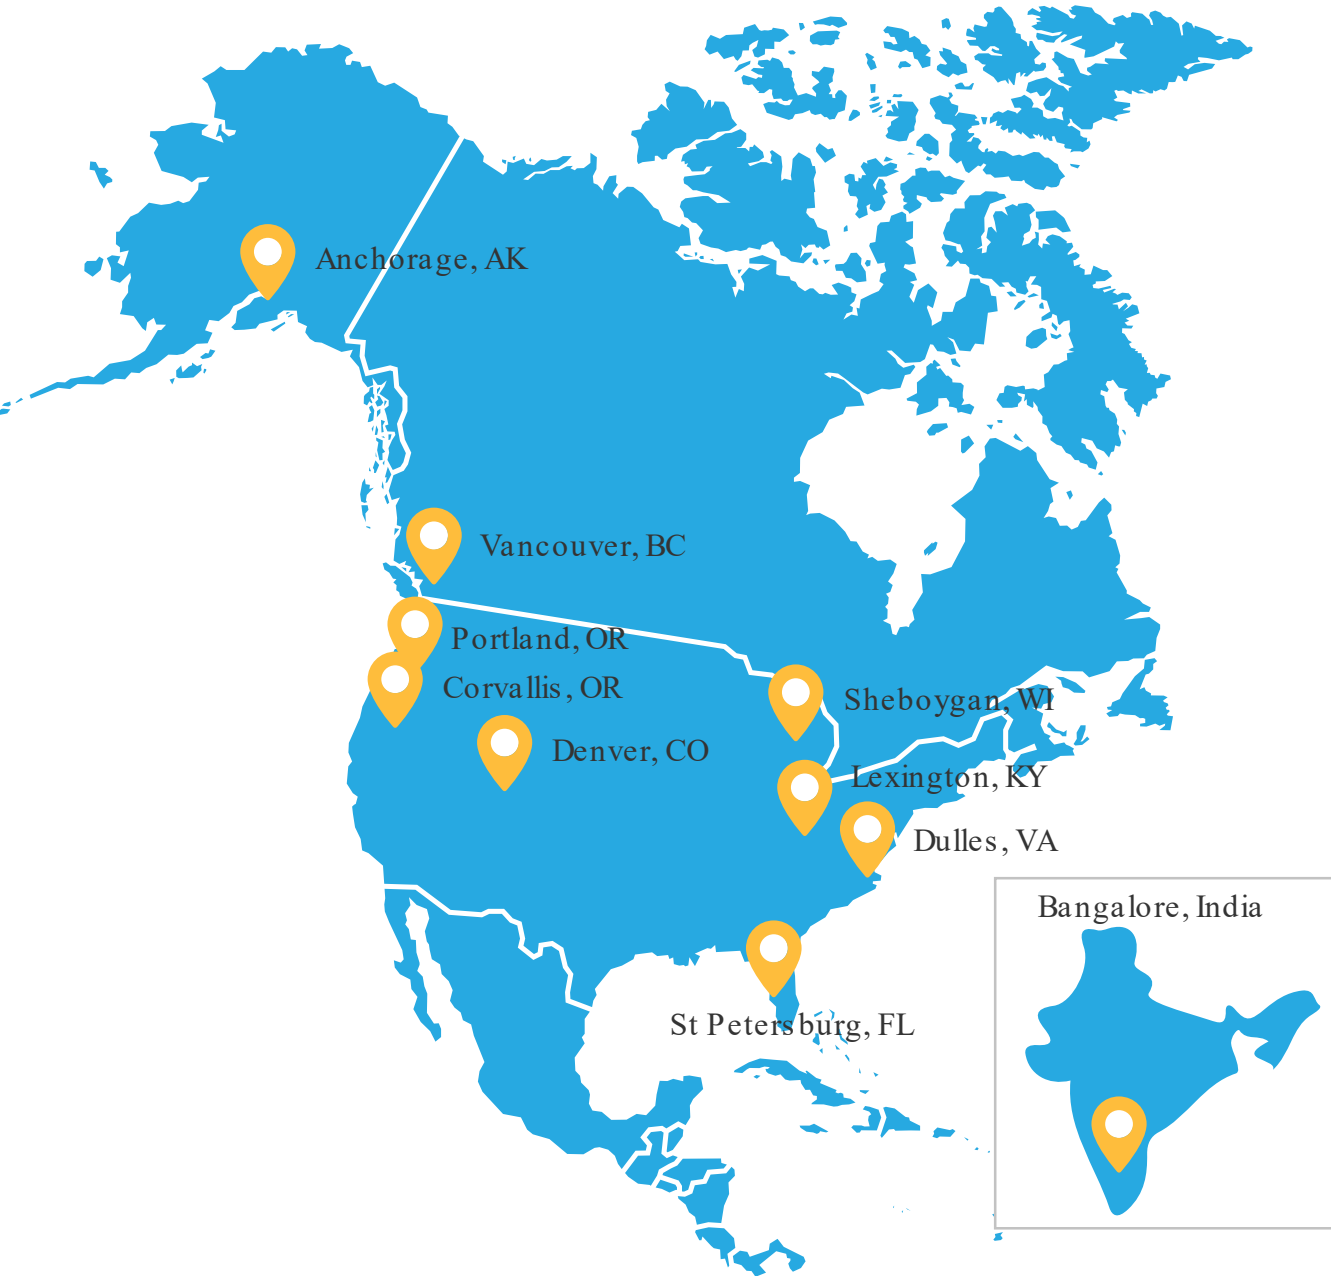 Anchorage, AK
Vancouver, BC
Portland, OR
Corvallis, OR
Sheboygan, WI
Denver, CO
Lexington, KY
Dulles, VA
Bangalore, India
St Petersburg, FL